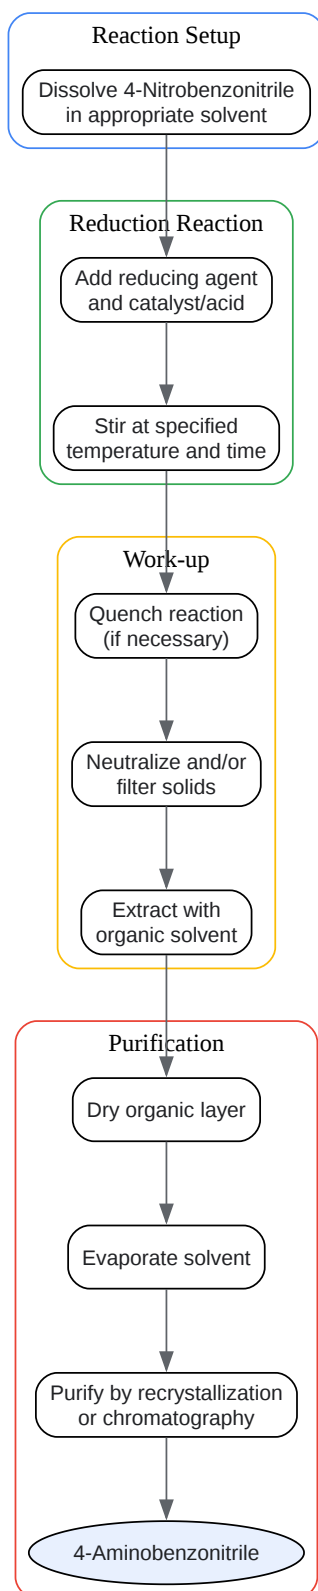 Reaction Setup
Dissolve 4-Nitrobenzonitrile
in appropriate solvent
Reduction Reaction
Add reducing agent
and catalyst/acid
Stir at specified
temperature and time
Work-up
Quench reaction
(if necessary)
Neutralize and/or
filter solids
Extract with
organic solvent
Purification
Dry organic layer
Evaporate solvent
Purify by recrystallization
or chromatography
4-Aminobenzonitrile